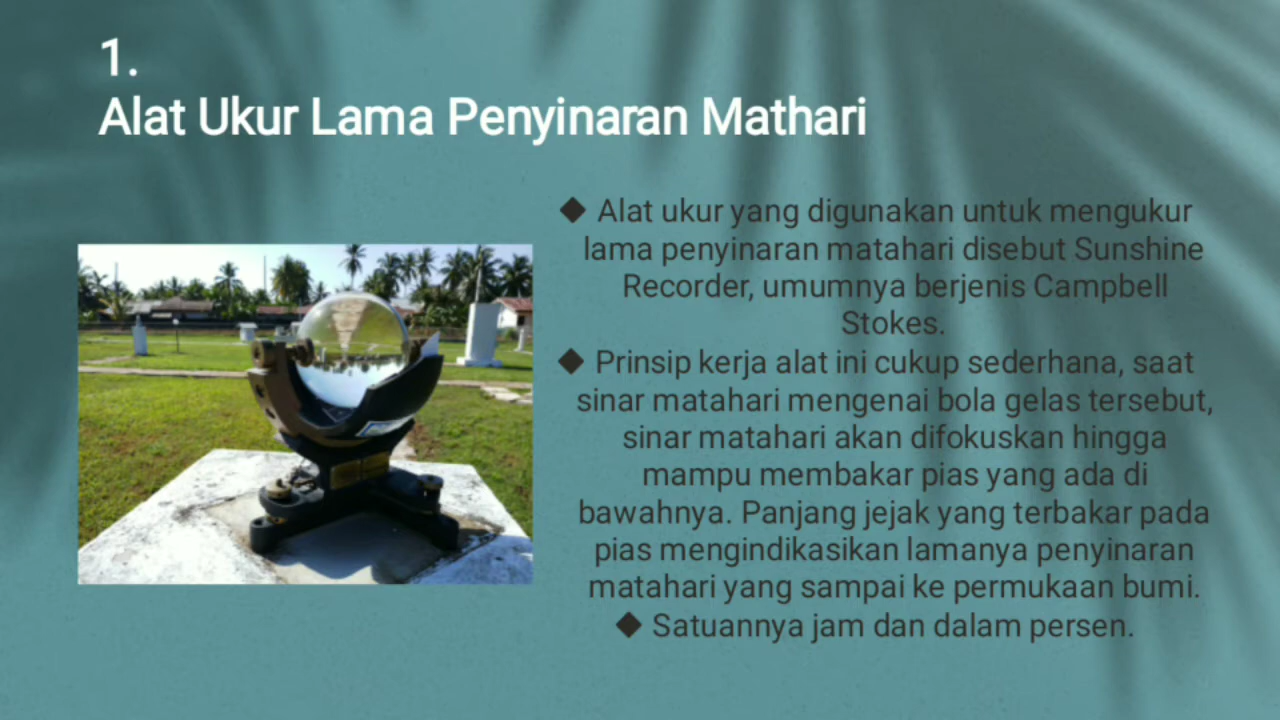 1.
Alat Ukur Lama Penyinaran Mathari
◆ Alat ukur yang digunakan untuk mengukur
lama penyinaran matahari disebut Sunshine
Recorder, umumnya berjenis Campbell
Stokes.
◆ Prinsip kerja alat ini cukup sederhana, saat
sinar matahari mengenai bola gelas tersebut,
sinar matahari akan difokuskan hingga
mampu membakar pias yang ada di
bawahnya. Panjang jejak yang terbakar pada
pias mengindikasikan lamanya penyinaran
matahari yang sampai ke permukaan bumi.
◆ Satuannya jam dan dalam persen.